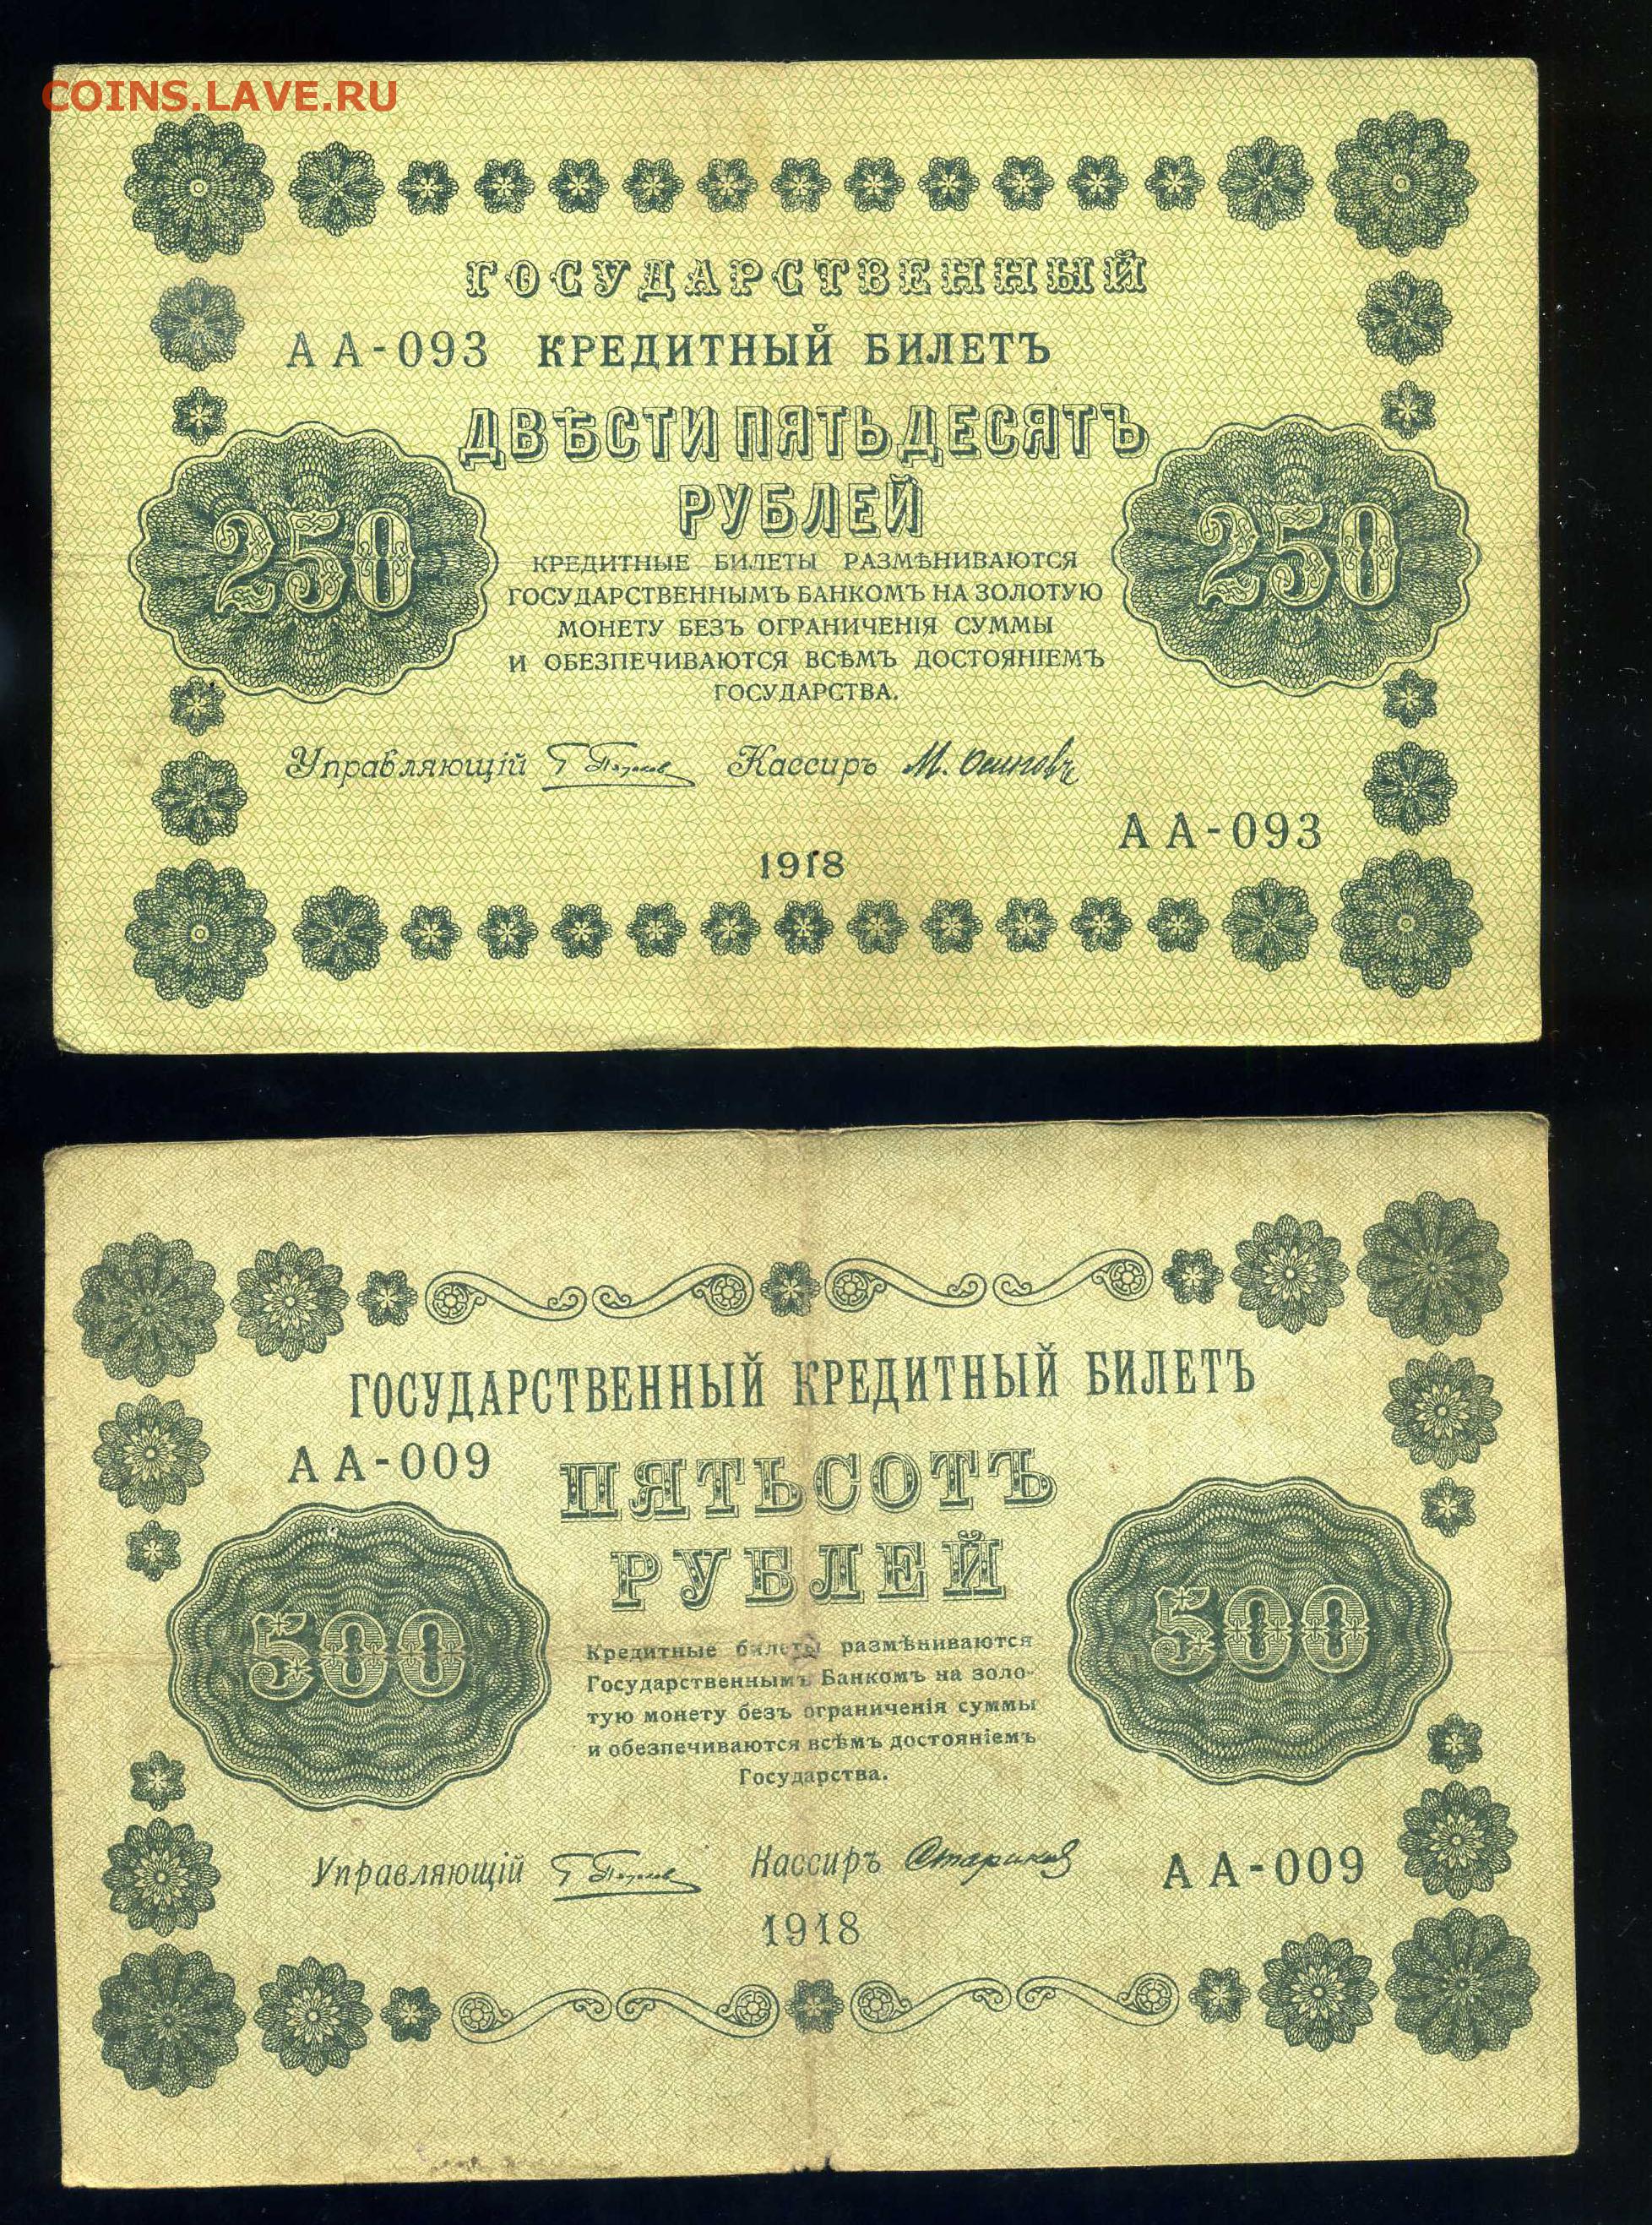 COINS.LAVE.RU
ГОСУДАРСТВЕННЫЙ
АА-093 КРЕДИТНЫЙ БИЛЕТЪ
ДВѢСТИ ПЯТЬДЕСЯТЪ
РУБЛЕЙ
250 250
КРЕДИТНЫЕ БИЛЕТЫ РАЗМѢНИВАЮТСЯ
ГОСУДАРСТВЕННЫМЪ БАНКОМЪ НА ЗОЛОТУЮ
МОНЕТУ БЕЗЪ ОГРАНИЧЕНІЯ СУММЫ
И ОБЕЗПЕЧИВАЮТСЯ ВСѢМЪ ДОСТОЯНІЕМЪ
ГОСУДАРСТВА.
Управляющій Кассиръ М. Осиповъ
АА-093
1918
ГОСУДАРСТВЕННЫЙ КРЕДИТНЫЙ БИЛЕТЪ
АА-009
ПЯТЬСОТЪ
РУБЛЕЙ
500 500
Кредитные билеты размѣниваются
Государственнымъ Банкомъ на золо-
тую монету безъ ограниченія суммы
и обезпечиваются всѣмъ достояніемъ
Государства.
Управляющій Кассиръ Стариков АА-009
1918